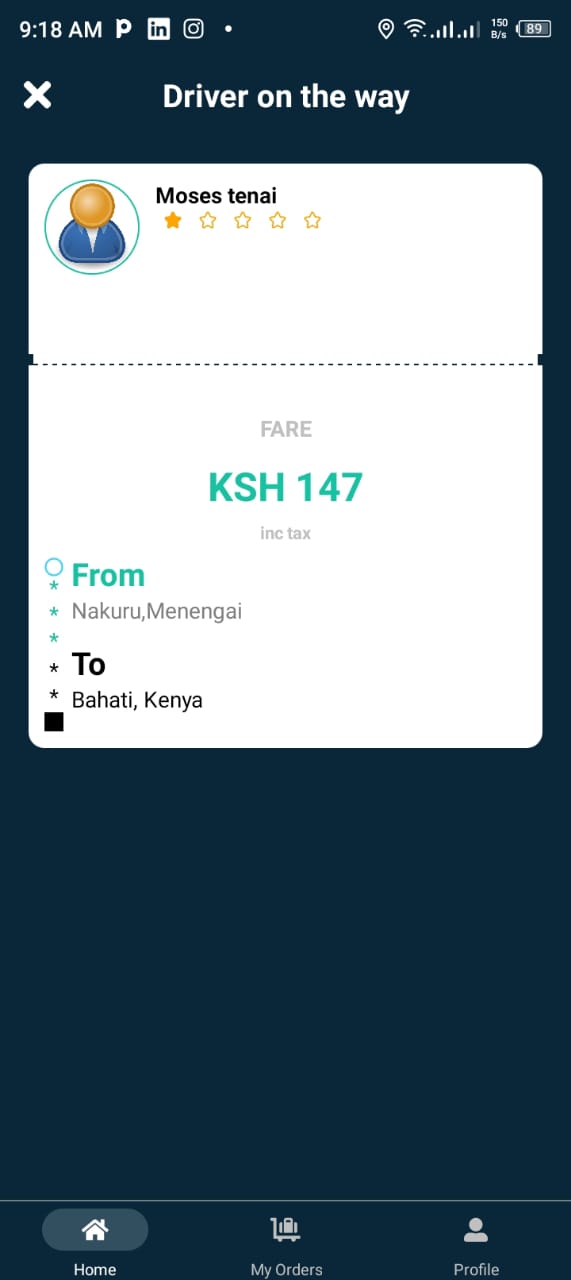 9:18 AM
150
B/s
89
Driver on the way
Moses tenai
FARE
KSH 147
inc tax
From
Nakuru,Menengai
To
Bahati, Kenya
Home
My Orders
Profile